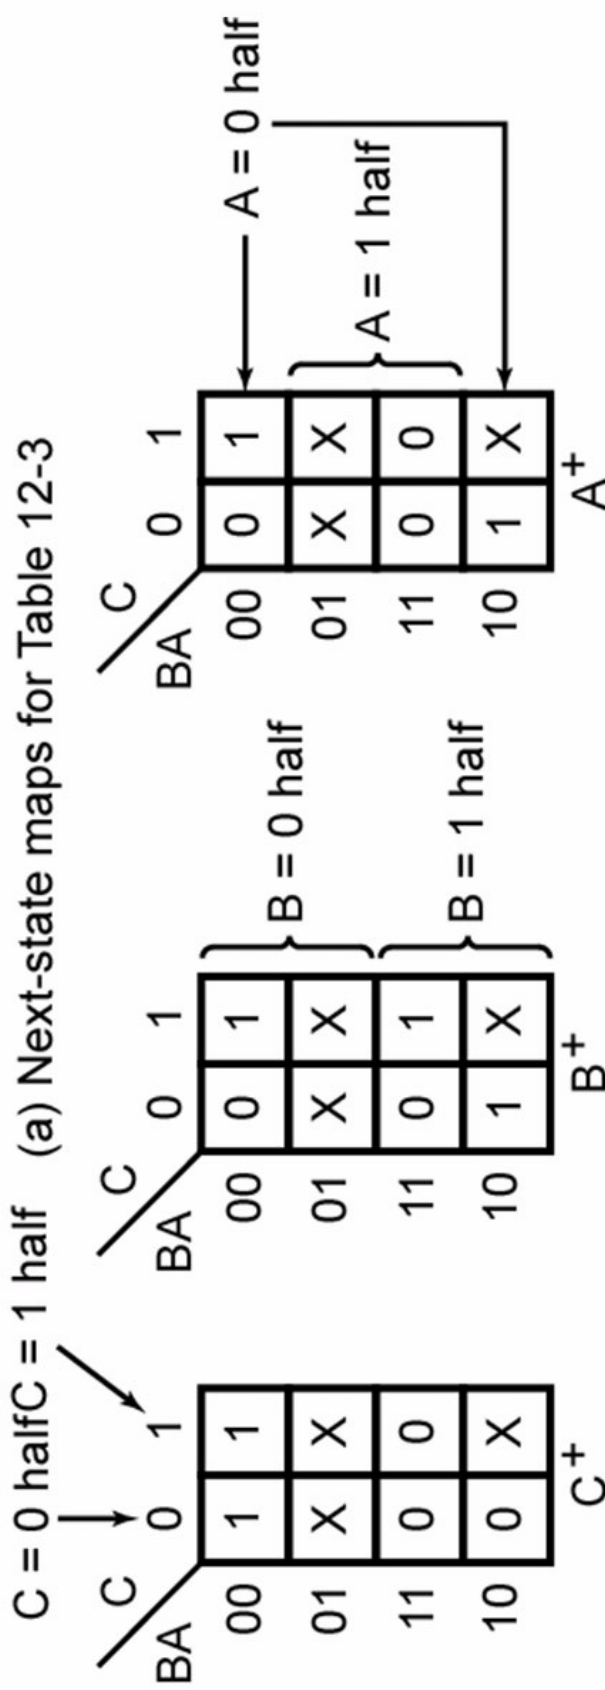 (a) Next-state maps for Table 12-3
C = 0 half C = 1 half
C
BA 0 1
00 1 1
01 X X
11 0 0
10 0 X
C+
C
BA 0 1
00 0 1
01 X X
11 0 1
10 1 X
B+
B = 0 half
B = 1 half
C
BA 0 1
00 0 1
01 X X
11 0 0
10 1 X
A+
A = 0 half
A = 1 half